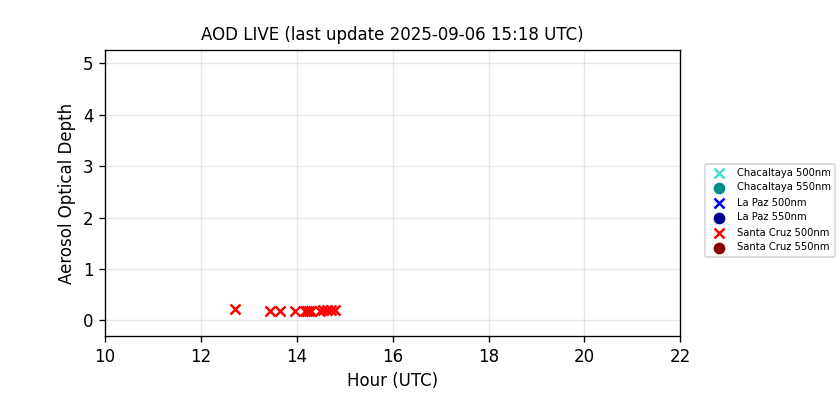 AOD LIVE (last update 2025-09-06 15:18 UTC)
5
4
3
2
1
0
Aerosol Optical Depth
10 12 14 16 18 20 22
Hour (UTC)
Chacaltaya 500nm
Chacaltaya 550nm
La Paz 500nm
La Paz 550nm
Santa Cruz 500nm
Santa Cruz 550nm